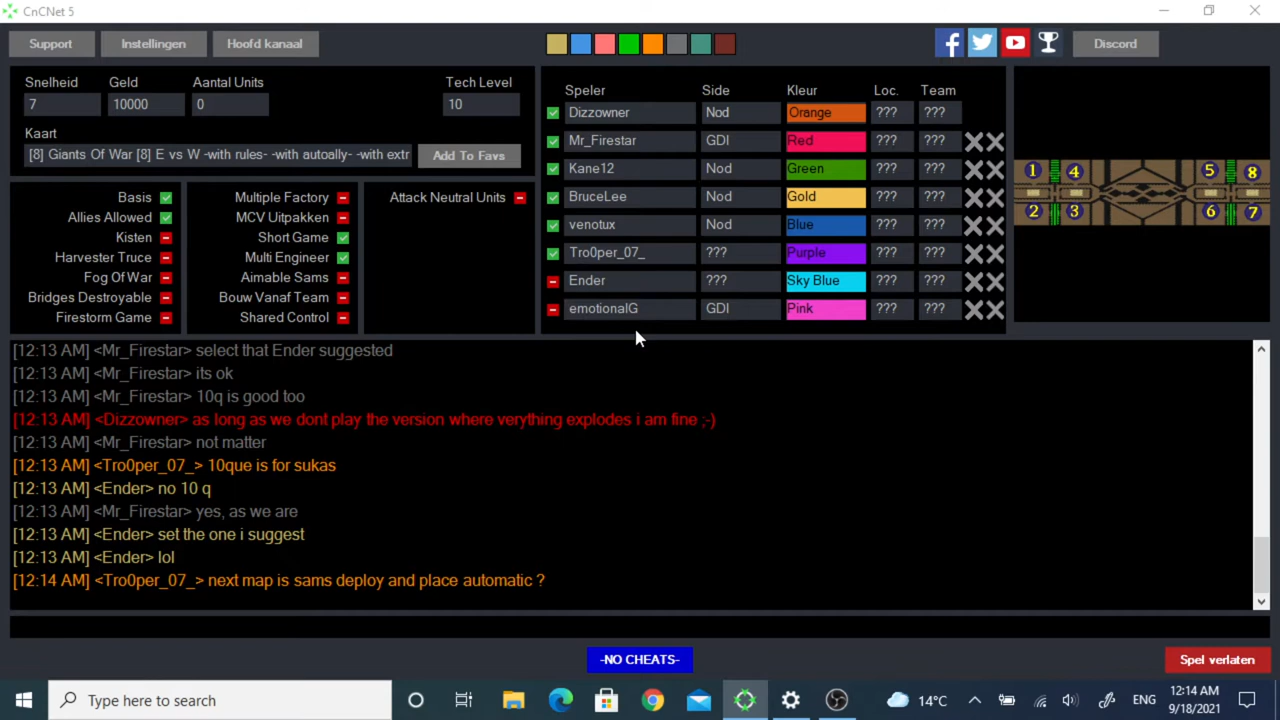 CnCNet 5
Support Instellingen Hoofd kanaal Discord
Snelheid Geld Aantal Units Tech Level
7 10000 0 10
Kaart
[8] Giants Of War [8] E vs W -with rules- -with autoally- -with extr Add To Favs
Basis Multiple Factory Attack Neutral Units
Allies Allowed MCV Uitpakken
Kisten Short Game
Harvester Truce Multi Engineer
Fog Of War Aimable Sams
Bridges Destroyable Bouw Vanaf Team
Firestorm Game Shared Control
Speler Side Kleur Loc. Team
Dizzowner Nod Orange ??? ???
Mr_Firestar GDI Red ??? ???
Kane12 Nod Green ??? ???
BruceLee Nod Gold ??? ???
venotux Nod Blue ??? ???
Tro0per_07_ ??? Purple ??? ???
Ender ??? Sky Blue ??? ???
emotionalG GDI Pink ??? ???
1 4 5 8
2 3 6 7
[12:13 AM] <Mr_Firestar> select that Ender suggested
[12:13 AM] <Mr_Firestar> its ok
[12:13 AM] <Mr_Firestar> 10q is good too
[12:13 AM] <Dizzowner> as long as we dont play the version where verything explodes i am fine ;-)
[12:13 AM] <Mr_Firestar> not matter
[12:13 AM] <Tro0per_07_> 10que is for sukas
[12:13 AM] <Ender> no 10 q
[12:13 AM] <Mr_Firestar> yes, as we are
[12:13 AM] <Ender> set the one i suggest
[12:13 AM] <Ender> lol
[12:14 AM] <Tro0per_07_> next map is sams deploy and place automatic ?
-NO CHEATS- Spel verlaten
Type here to search 14°C ENG 12:14 AM
9/18/2021